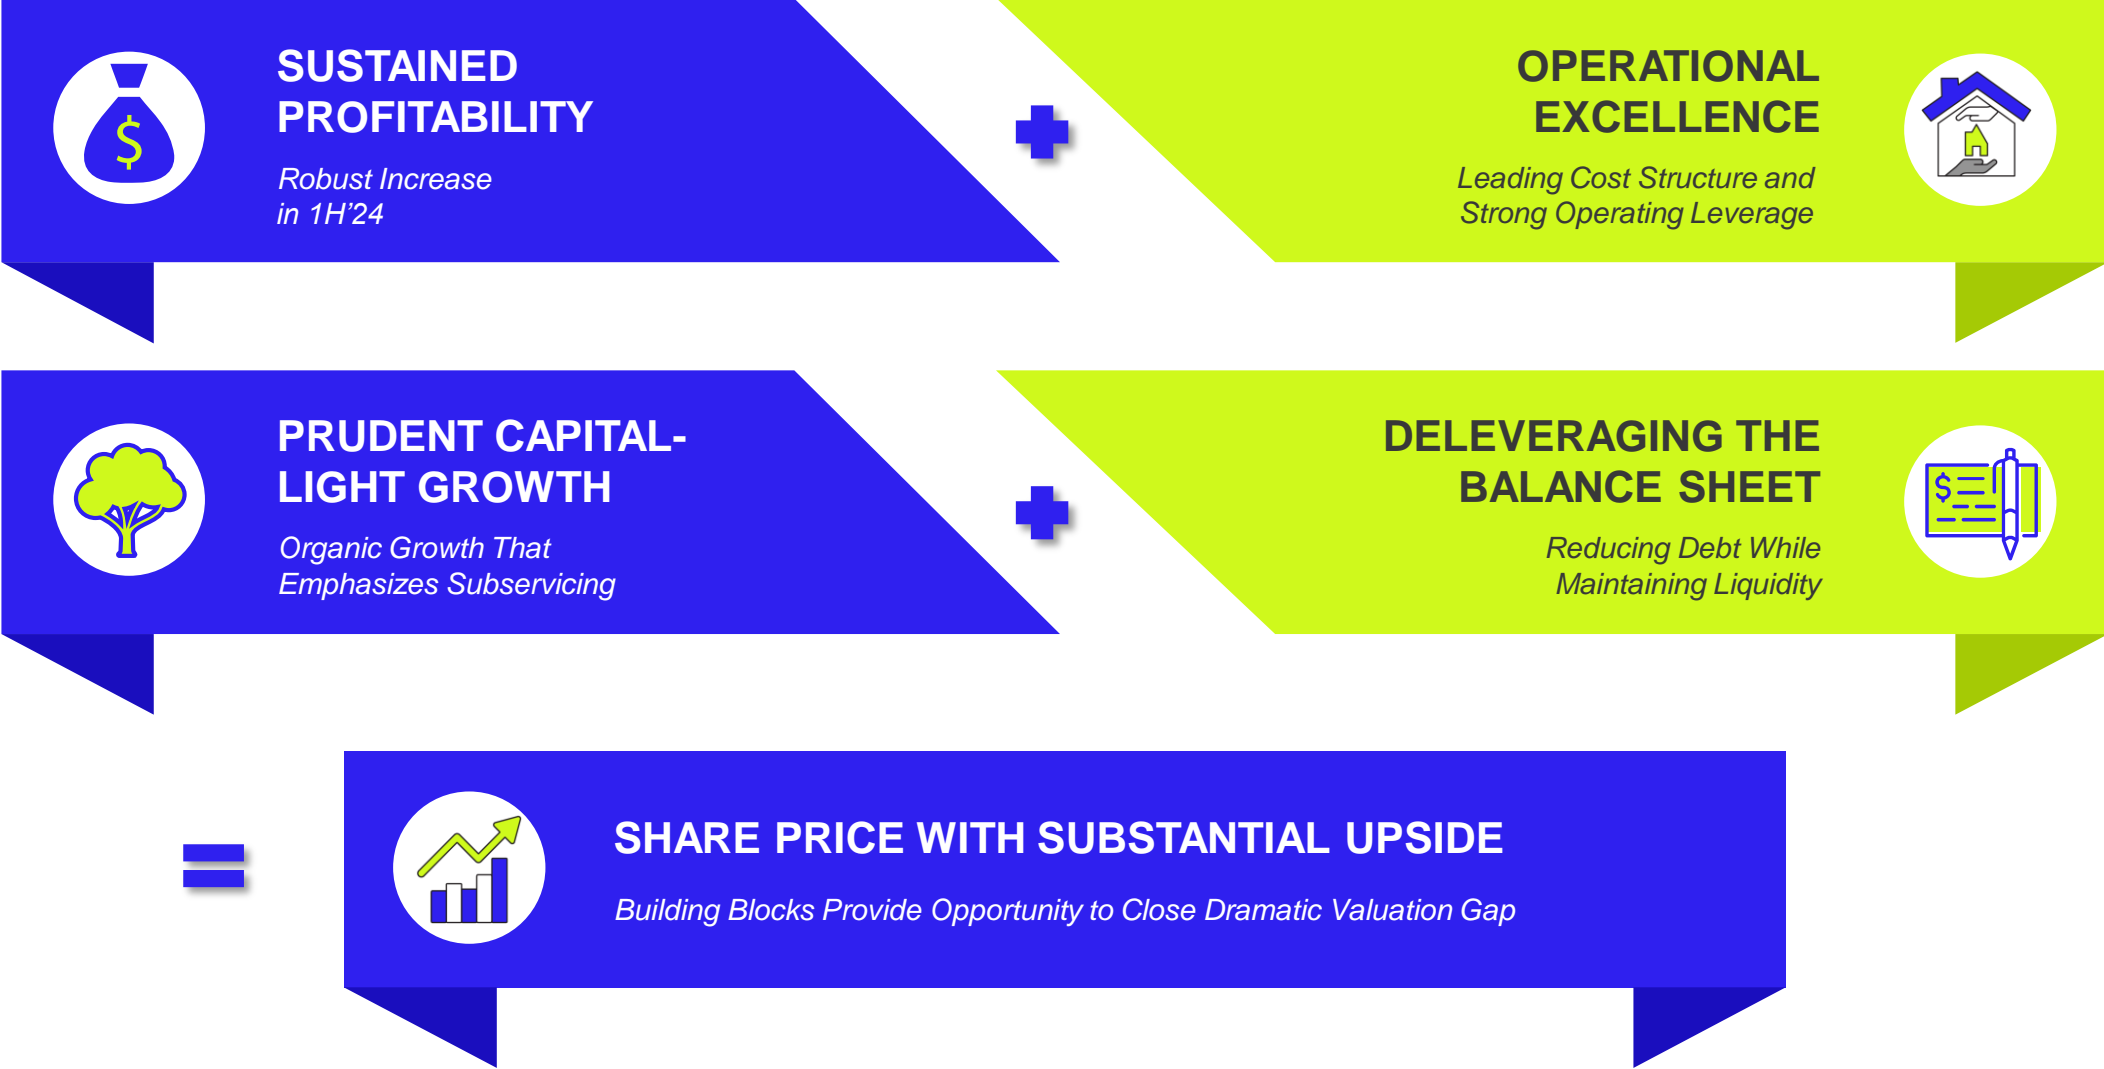 SUSTAINED
PROFITABILITY
Robust Increase
in 1H’24
OPERATIONAL
EXCELLENCE
Leading Cost Structure and
Strong Operating Leverage
$
PRUDENT CAPITAL-
LIGHT GROWTH
Organic Growth That
Emphasizes Subservicing
DELEVERAGING THE
BALANCE SHEET
Reducing Debt While
Maintaining Liquidity
$
SHARE PRICE WITH SUBSTANTIAL UPSIDE
Building Blocks Provide Opportunity to Close Dramatic Valuation Gap